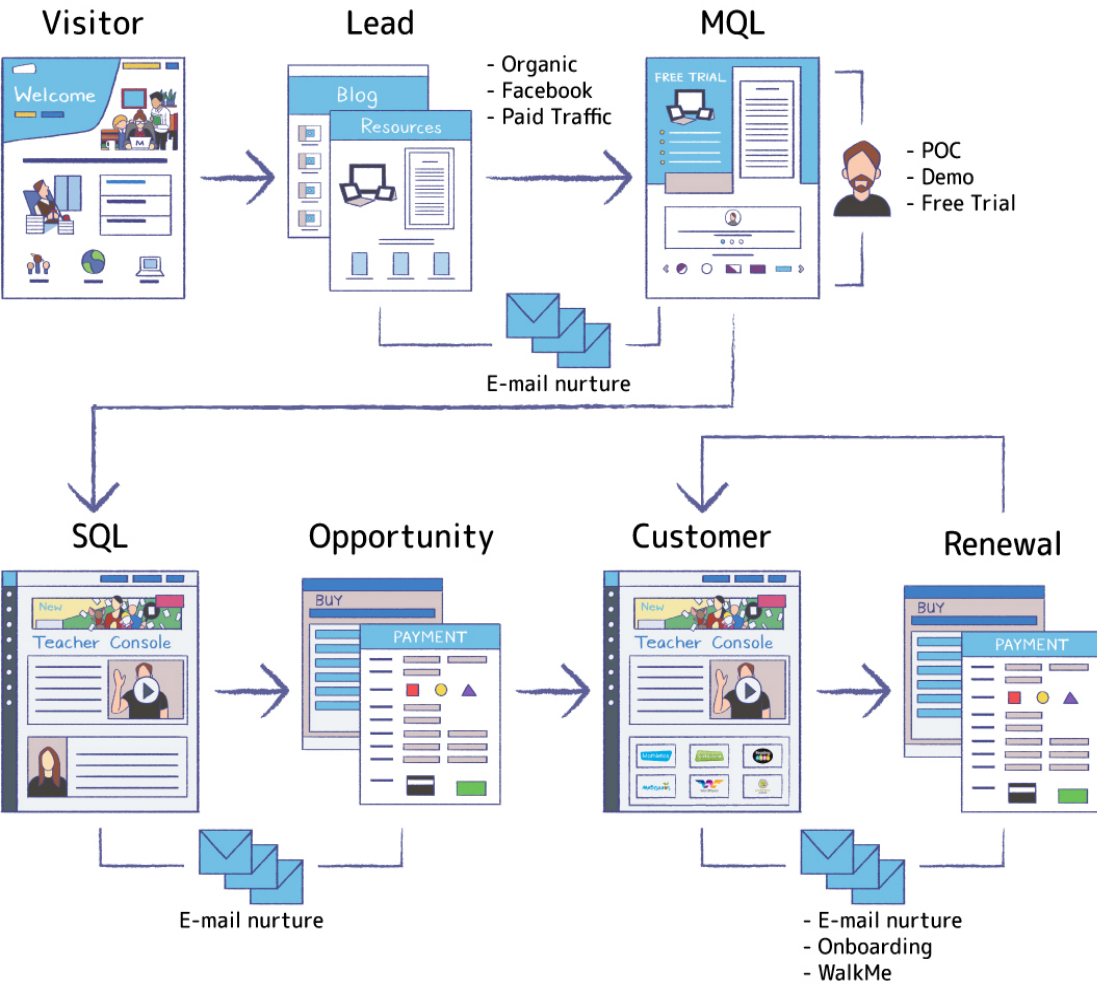 Visitor
Lead
MQL
- Organic
- Facebook
- Paid Traffic
Welcome
Blog
Resources
FREE TRIAL
- POC
- Demo
- Free Trial
E-mail nurture
SQL
Opportunity
Customer
Renewal
New
Teacher Console
BUY
PAYMENT
New
Teacher Console
BUY
PAYMENT
E-mail nurture
- E-mail nurture
- Onboarding
- WalkMe